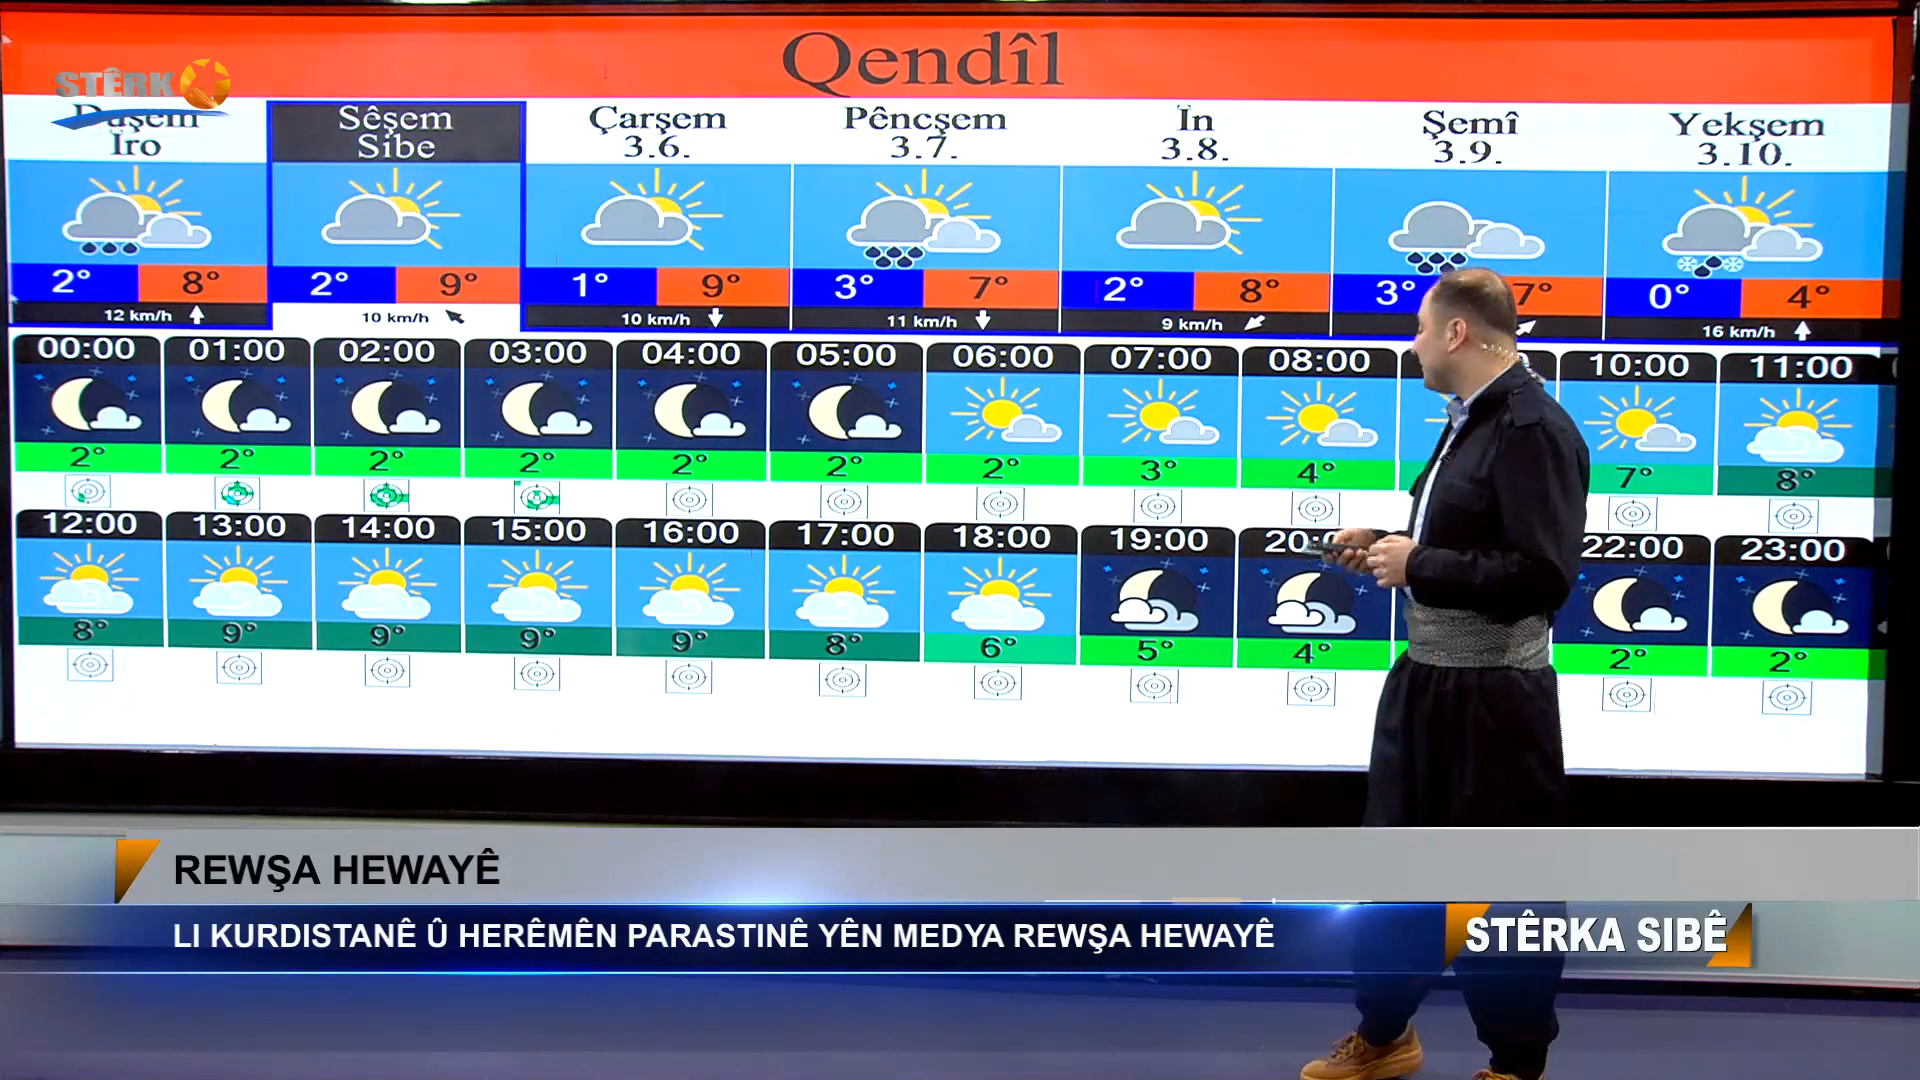 Qendîl
STÊRK
Duşem
Îro
Sêşem
Sibe
Çarşem
3.6.
Pêncşem
3.7.
În
3.8.
Şemî
3.9.
Yekşem
3.10.
2° 8° 2° 9° 1° 9° 3° 7° 2° 8° 3° 7° 0° 4°
12 km/h 10 km/h 10 km/h 11 km/h 9 km/h 16 km/h
00:00 01:00 02:00 03:00 04:00 05:00 06:00 07:00 08:00 10:00 11:00
2° 2° 2° 2° 2° 2° 2° 3° 4° 7° 8°
12:00 13:00 14:00 15:00 16:00 17:00 18:00 19:00 22:00 23:00
8° 9° 9° 9° 9° 8° 6° 5° 4° 2° 2°
REWŞA HEWAYÊ
LI KURDISTANÊ Û HERÊMÊN PARASTINÊ YÊN MEDYA REWŞA HEWAYÊ
STÊRKA SIBÊ